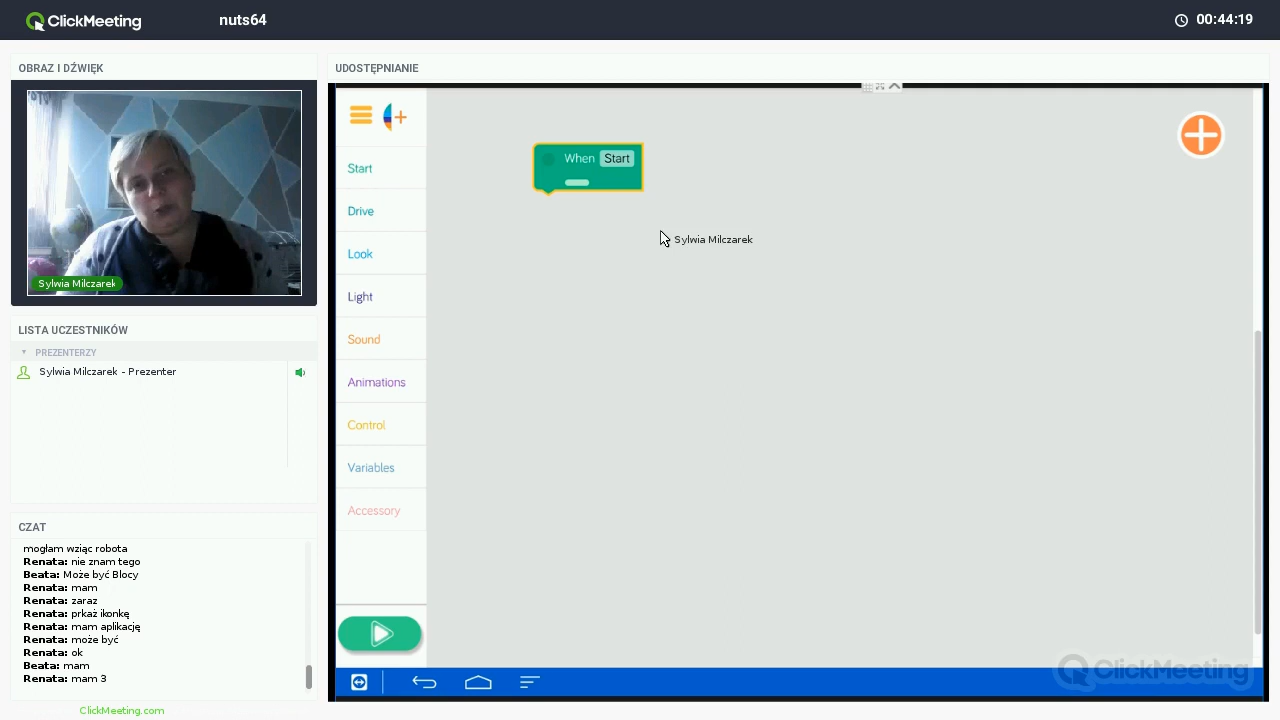 ClickMeeting
nuts64
00:44:19
OBRAZ I DŹWIĘK
Sylwia Milczarek
LISTA UCZESTNIKÓW
PREZENTERZY
Sylwia Milczarek - Prezenter
CZAT
mogłam wziąc robota
Renata: nie znam tego
Beata: Może być Blocy
Renata: mam
Renata: zaraz
Renata: prkaż ikonkę
Renata: mam aplikację
Renata: może być
Renata: ok
Beata: mam
Renata: mam 3
ClickMeeting.com
UDOSTĘPNIANIE
Start
Drive
Look
Light
Sound
Animations
Control
Variables
Accessory
When Start
Sylwia Milczarek
ClickMeeting